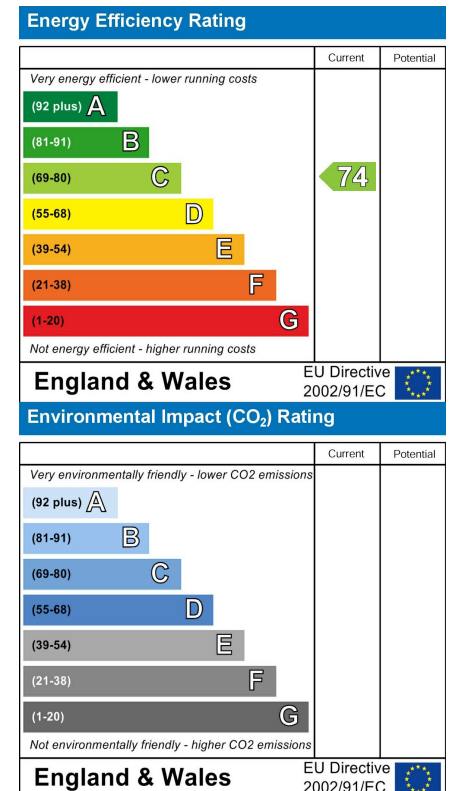 Energy Efficiency Rating
Current Potential
Very energy efficient - lower running costs
(92 plus) A
(81-91) B
(69-80) C 74
(55-68) D
(39-54) E
(21-38) F
(1-20) G
Not energy efficient - higher running costs
England & Wales
EU Directive
2002/91/EC
Environmental Impact (CO₂) Rating
Current Potential
Very environmentally friendly - lower CO2 emissions
(92 plus) A
(81-91) B
(69-80) C
(55-68) D
(39-54) E
(21-38) F
(1-20) G
Not environmentally friendly - higher CO2 emissions
England & Wales
EU Directive
2002/91/EC